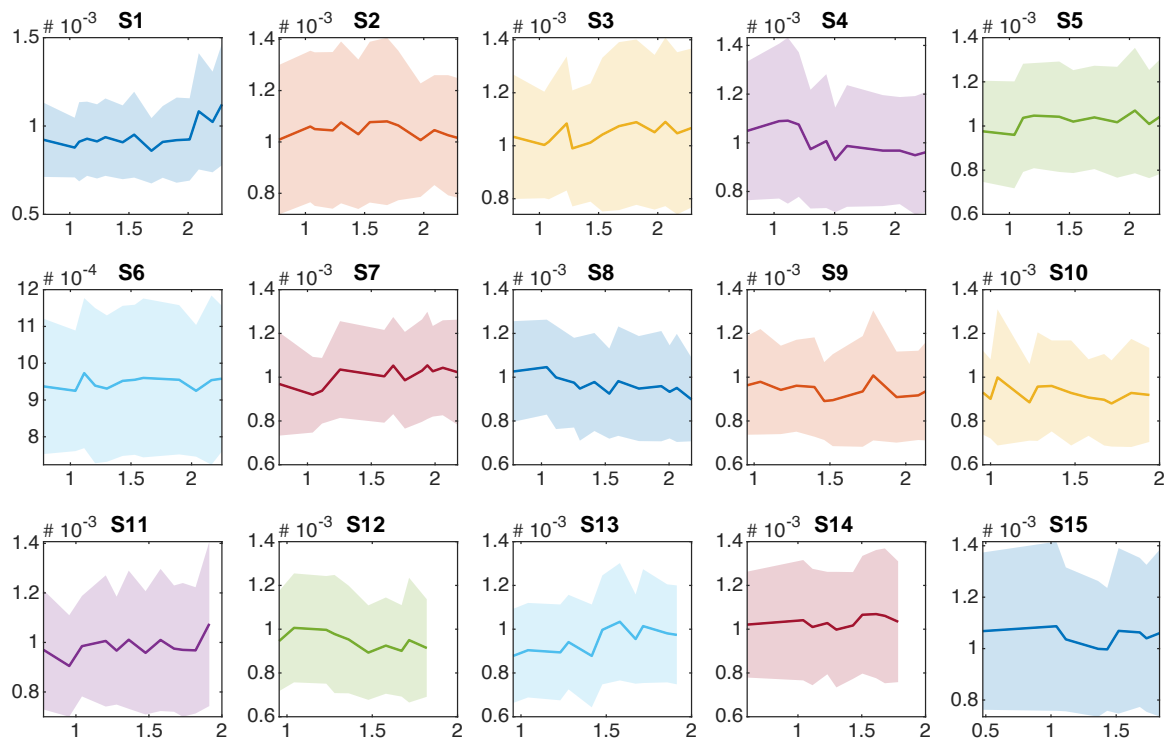 # 10^-3 S1 # 10^-3 S2 # 10^-3 S3 # 10^-3 S4 # 10^-3 S5
1.5 1.4 1.4 1.4 1.4
1.2 1.2 1.2 1.2
1 1 1 1 1
0.8 0.8 0.8 0.8
0.5 0.6
1 1.5 2 1 1.5 2 1 1.5 2 1 1.5 2 1 1.5 2
# 10^-4 S6 # 10^-3 S7 # 10^-3 S8 # 10^-3 S9 # 10^-3 S10
12 1.4 1.4 1.4 1.4
11 1.2 1.2 1.2 1.2
10 1 1 1 1
9 0.8 0.8 0.8 0.8
8 0.6 0.6 0.6 0.6
1 1.5 2 1 1.5 2 1 1.5 2 1 1.5 2 1 1.5 2
# 10^-3 S11 # 10^-3 S12 # 10^-3 S13 # 10^-3 S14 # 10^-3 S15
1.4 1.4 1.4 1.4 1.4
1.2 1.2 1.2 1.2 1.2
1 1 1 1 1
0.8 0.8 0.8 0.8 0.8
0.6 0.6 0.6
1 1.5 2 1 1.5 2 1 1.5 2 1 1.5 2 0.5 1 1.5